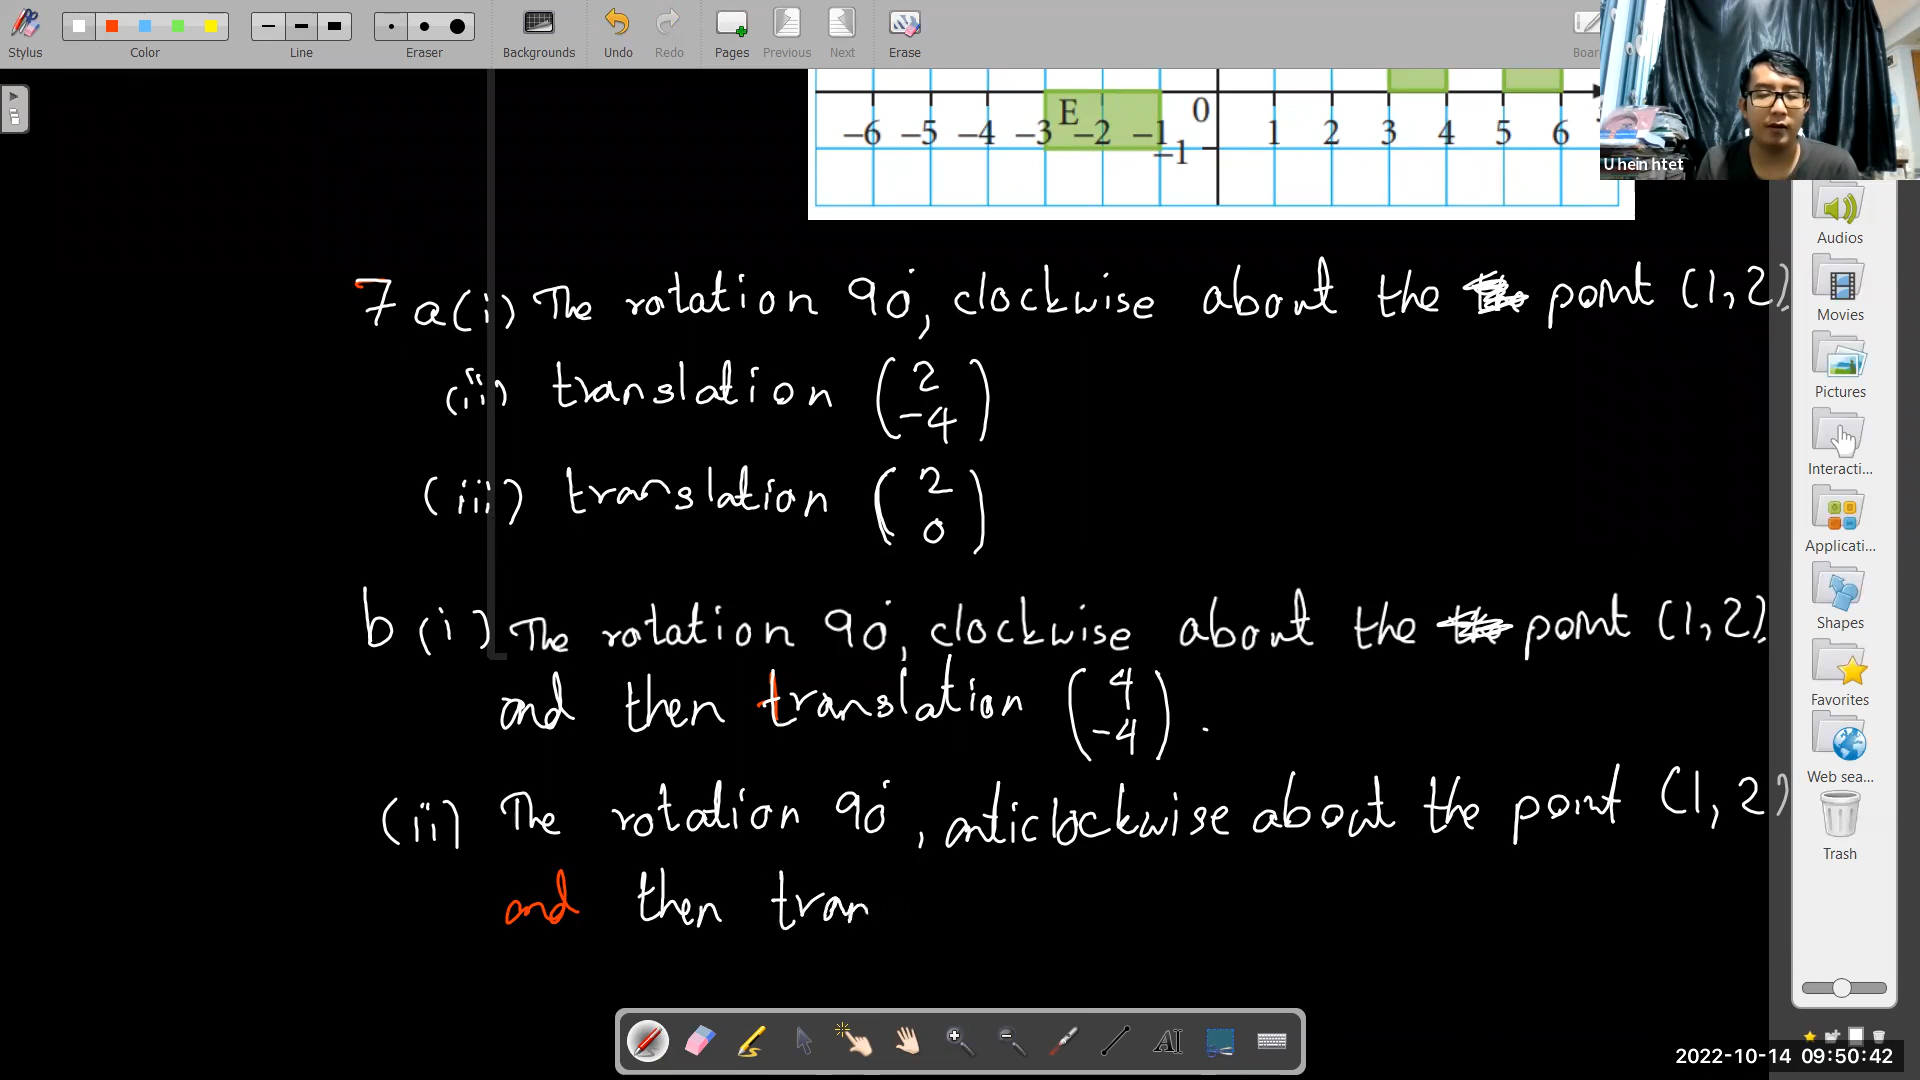 Stylus
Color
Line
Eraser
Backgrounds
Undo
Redo
Pages
Previous
Next
Erase
Boar
U hein htet
E
0
–6 –5 –4 –3 –2 –1 1 2 3 4 5 6
–1
7 a (i) The rotation 90°, clockwise about the point (1, 2)
(ii) translation (2 -4)
(iii) translation (2 0)
b (i) The rotation 90°, clockwise about the point (1, 2).
and then translation (4 -4).
(ii) The rotation 90°, anticlockwise about the point (1, 2)
and then tran
Audios
Movies
Pictures
Interacti...
Applicati...
Shapes
Favorites
Web sea...
Trash
AI
2022-10-14 09:50:42